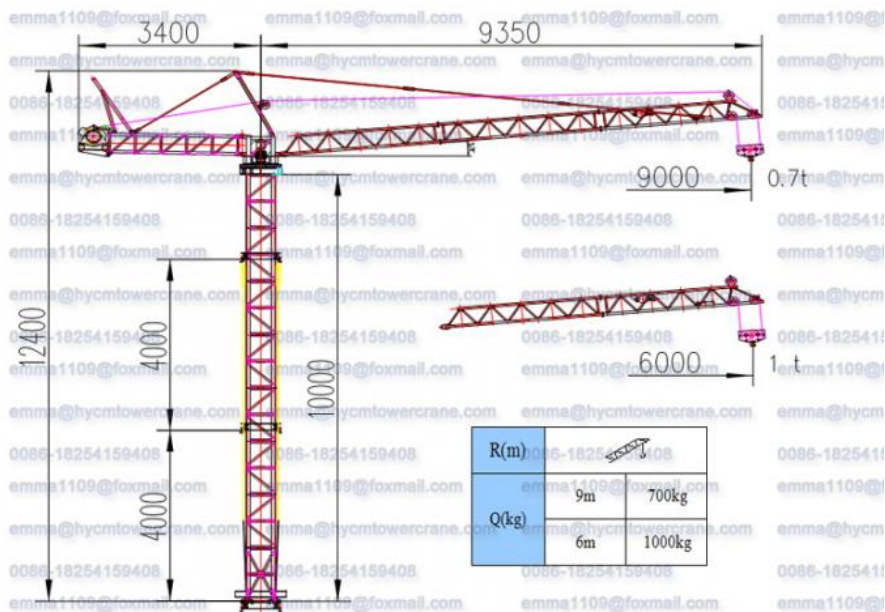 emma1109@foxmail.com
3400
9350
0086-18254159408
emma@hycmtowercrane.com
9000
0.7t
12400
4000
10000
6000
1 t
4000
R(m)
Q(kg)
9m
700kg
6m
1000kg